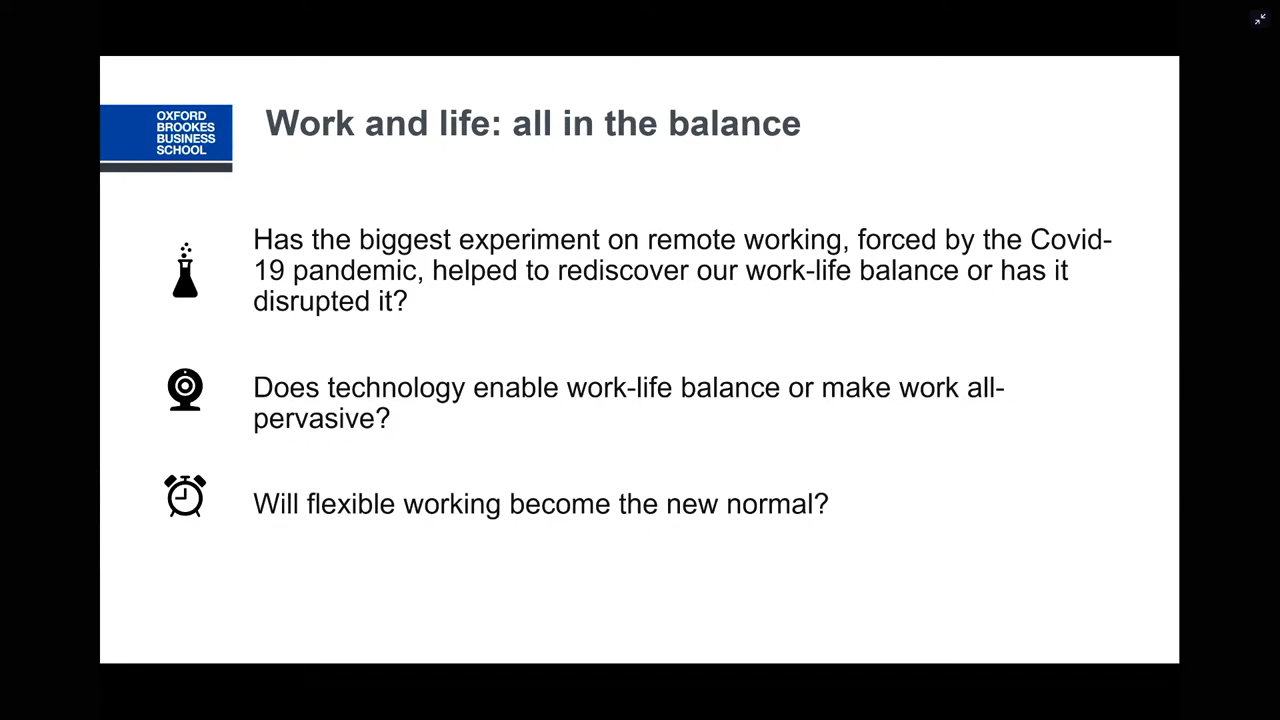 OXFORD
BROOKES
BUSINESS
SCHOOL
Work and life: all in the balance
Has the biggest experiment on remote working, forced by the Covid-
19 pandemic, helped to rediscover our work-life balance or has it
disrupted it?
Does technology enable work-life balance or make work all-
pervasive?
Will flexible working become the new normal?